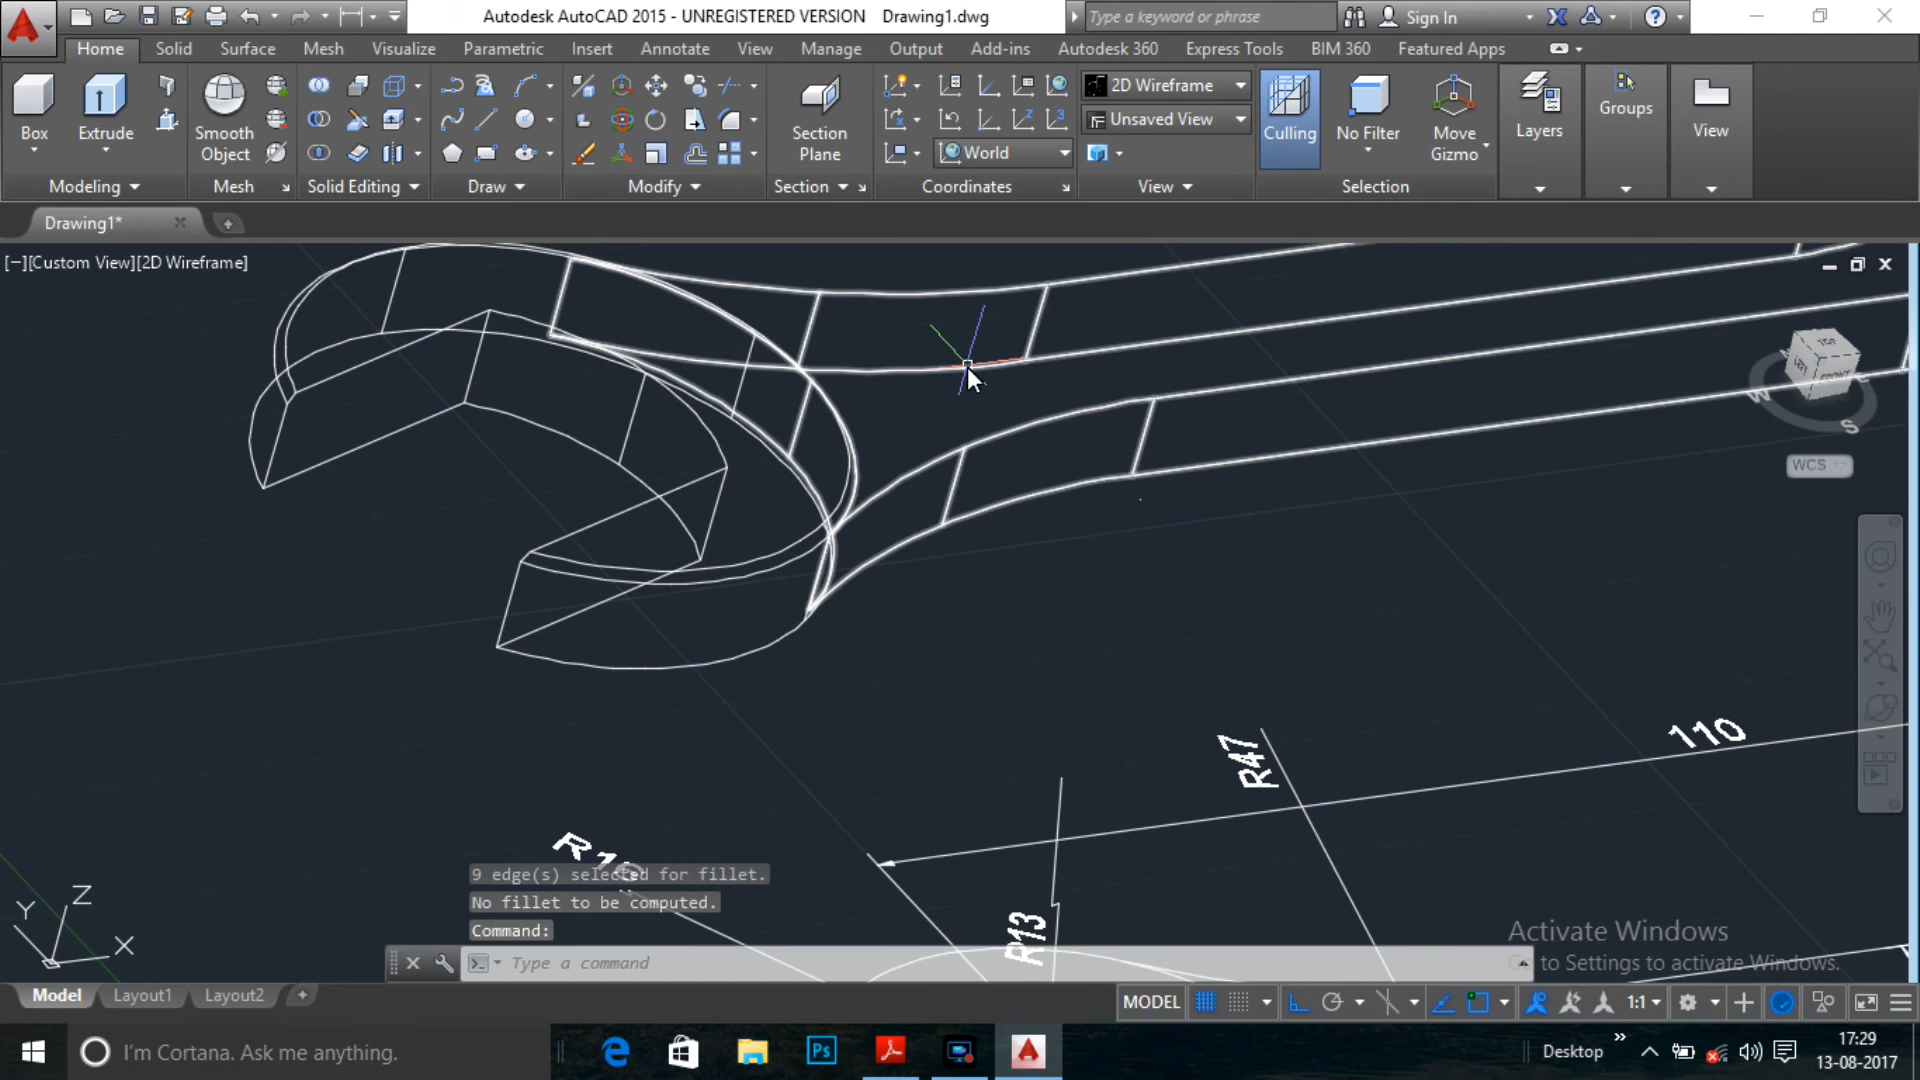 Autodesk AutoCAD 2015 - UNREGISTERED VERSION Drawing1.dwg
Type a keyword or phrase
Sign In
Home Solid Surface Mesh Visualize Parametric Insert Annotate View Manage Output Add-ins Autodesk 360 Express Tools BIM 360 Featured Apps
Box
Extrude
Smooth Object
Section Plane
World
2D Wireframe
Unsaved View
Culling
No Filter
Move Gizmo
Layers
Groups
View
Modeling
Mesh
Solid Editing
Draw
Modify
Section
Coordinates
View
Selection
Drawing1*
[−][Custom View][2D Wireframe]
TOP
LEFT
FRONT
W
S
WCS
110
R47
R13
9 edge(s) selected for fillet.
No fillet to be computed.
Command:
Type a command
Y
Z
X
Activate Windows
to Settings to activate Windows.
Model Layout1 Layout2
MODEL
1:1
I'm Cortana. Ask me anything.
Ps
Desktop
17:29
13-08-2017